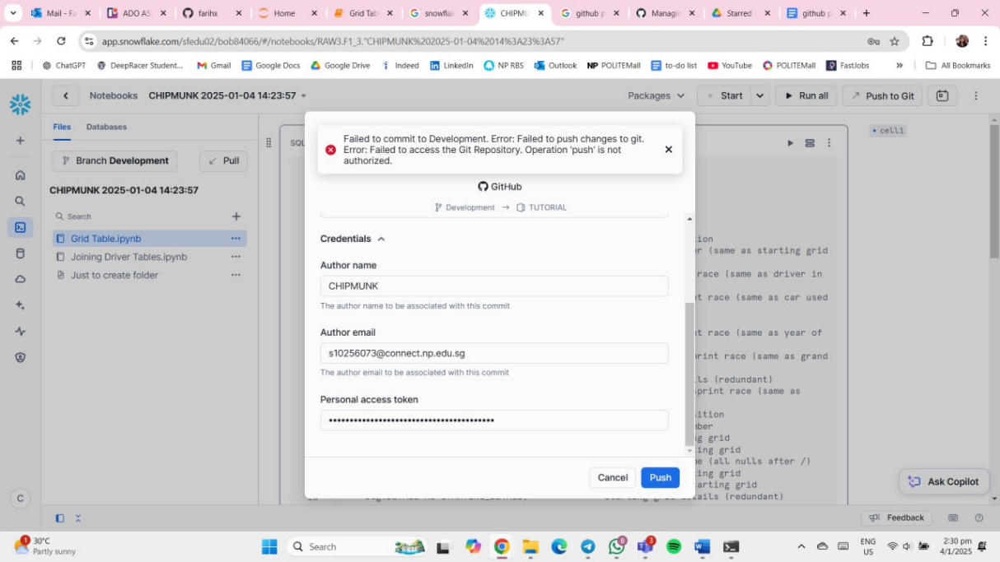 Mail - Fa
ADO AS
farihx
Home
Grid Tab
snowflak
CHIPMU
github p
Managin
Starred -
github p
app.snowflake.com/sfedu02/bob84066/#/notebooks/RAW3.F1_3."CHIPMUNK%202025-01-04%2014%3A23%3A57"
ChatGPT
DeepRacer Student...
Gmail
Google Docs
Google Drive
Indeed
LinkedIn
NP RBS
Outlook
NP POLITEMall
to-do list
YouTube
POLITEMall
FastJobs
All Bookmarks
Notebooks
CHIPMUNK 2025-01-04 14:23:57
Packages
Start
Run all
Push to Git
Files
Databases
Branch Development
Pull
CHIPMUNK 2025-01-04 14:23:57
Search
Grid Table.ipynb
Joining Driver Tables.ipynb
Just to create folder
C
SQL
cell1
Failed to commit to Development. Error: Failed to push changes to git.
Error: Failed to access the Git Repository. Operation 'push' is not
authorized.
GitHub
Development → TUTORIAL
Credentials
Author name
CHIPMUNK
The author name to be associated with this commit
Author email
s10256073@connect.np.edu.sg
The author email to be associated with this commit
Personal access token
Cancel
Push
(same as starting grid
race (same as driver in
race (same as car used
race (same as year of
race (same as grand
(redundant)
race (same as
grid
grid
(all nulls after /)
grid
grid
grid details (redundant)
Ask Copilot
Feedback
1
30°C
Partly sunny
Search
8
3
ENG
US
2:30 pm
4/1/2025